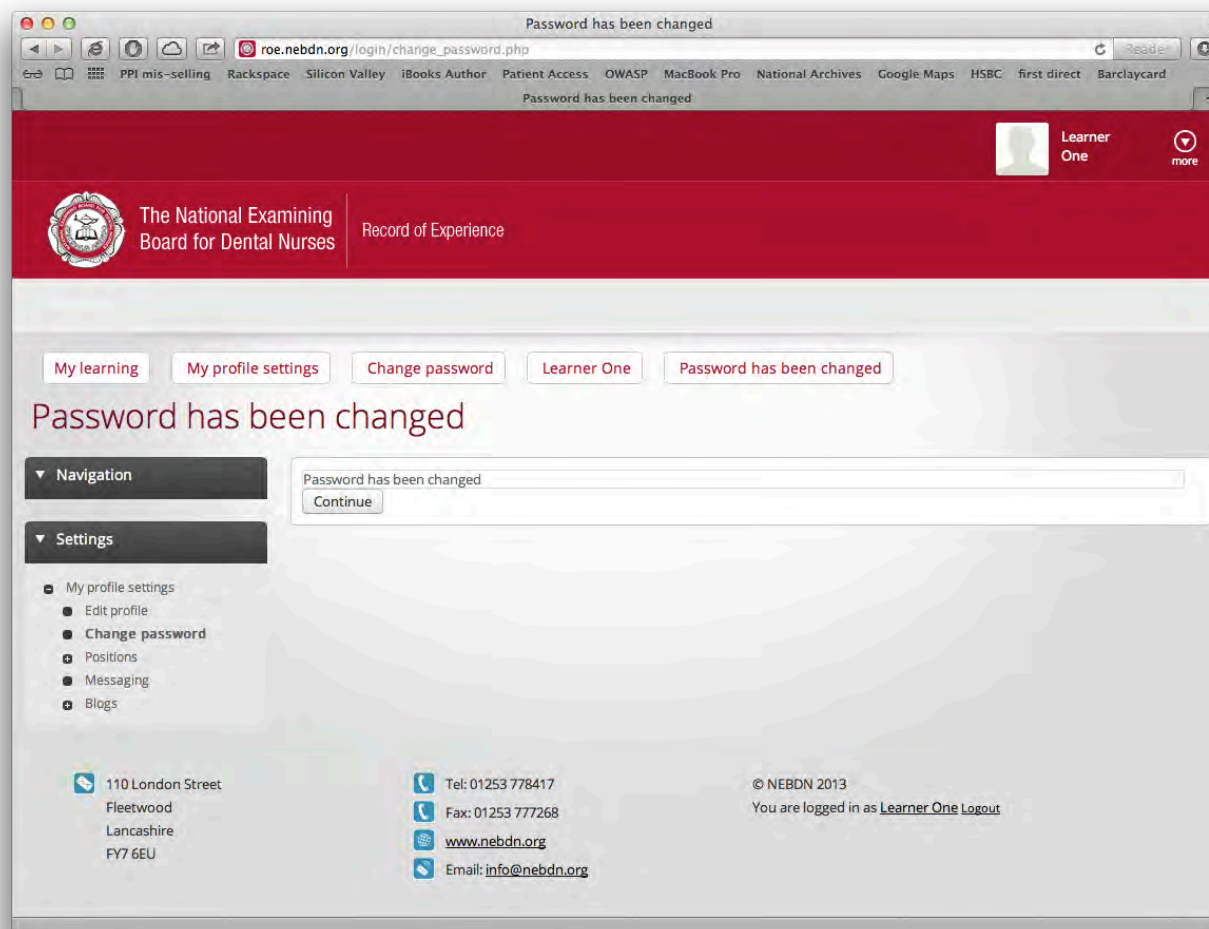 Password has been changed
roe.nebdn.org/login/change_password.php
Reader
PPI mis-selling Rackspace Silicon Valley iBooks Author Patient Access OWASP MacBook Pro National Archives Google Maps HSBC first direct Barclaycard
Password has been changed
Learner
One
more
The National Examining
Board for Dental Nurses
Record of Experience
My learning My profile settings Change password Learner One Password has been changed
Password has been changed
Navigation
Password has been changed
Continue
Settings
My profile settings
Edit profile
Change password
Positions
Messaging
Blogs
110 London Street
Fleetwood
Lancashire
FY7 6EU
Tel: 01253 778417
Fax: 01253 777268
www.nebdn.org
Email: info@nebdn.org
© NEBDN 2013
You are logged in as Learner One Logout